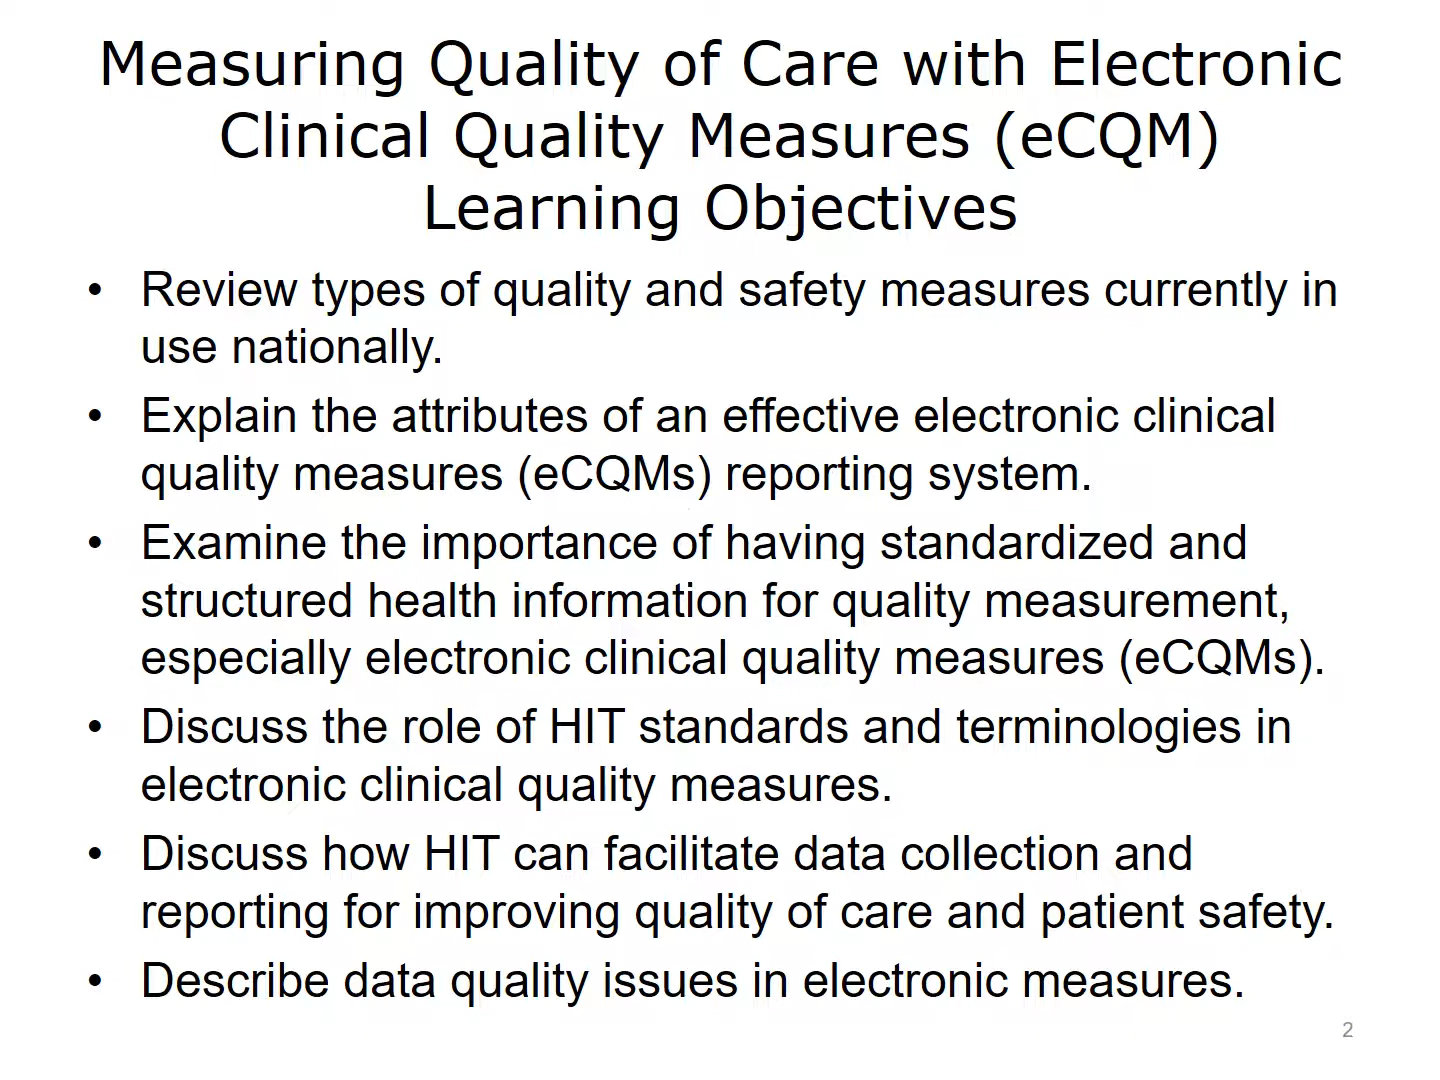 Measuring Quality of Care with Electronic
Clinical Quality Measures (eCQM)
Learning Objectives
• Review types of quality and safety measures currently in
use nationally.
• Explain the attributes of an effective electronic clinical
quality measures (eCQMs) reporting system.
• Examine the importance of having standardized and
structured health information for quality measurement,
especially electronic clinical quality measures (eCQMs).
• Discuss the role of HIT standards and terminologies in
electronic clinical quality measures.
• Discuss how HIT can facilitate data collection and
reporting for improving quality of care and patient safety.
• Describe data quality issues in electronic measures.
2